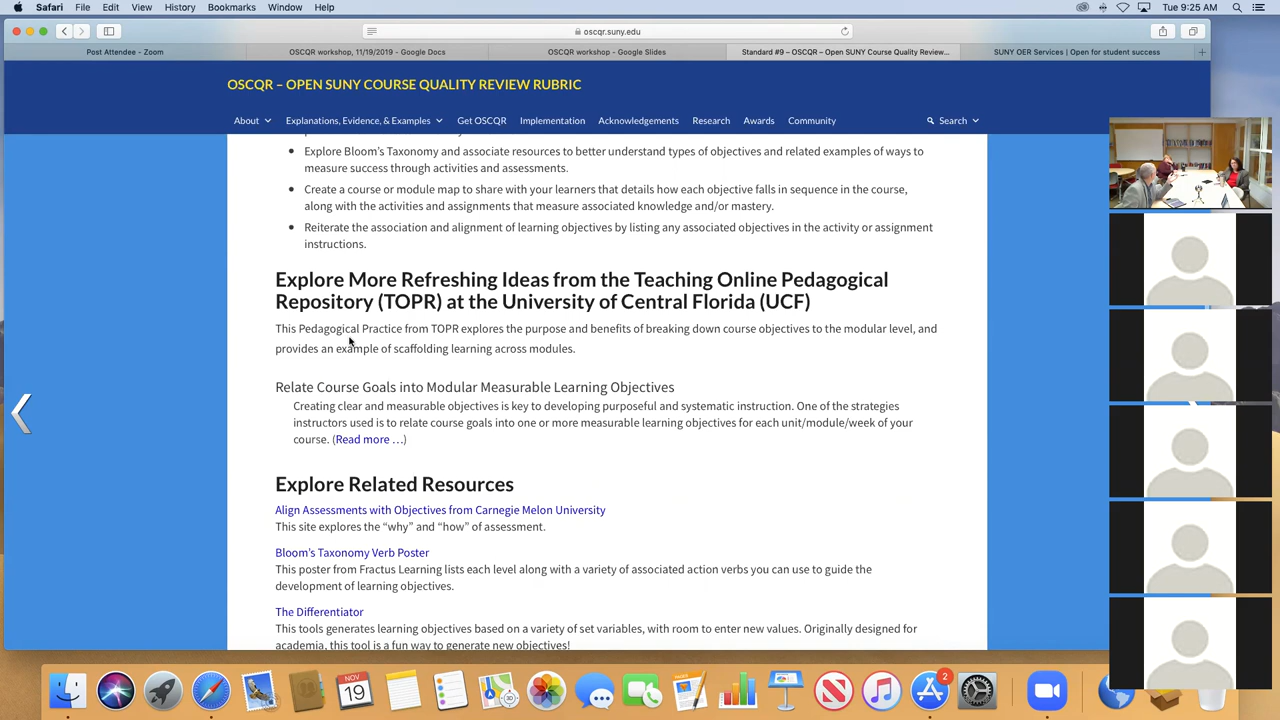 Safari File Edit View History Bookmarks Window Help Tue 9:25 AM
oscqr.suny.edu
Post Attendee - Zoom OSCQR workshop, 11/19/2019 - Google Docs OSCQR workshop - Google Slides Standard #9 – OSCQR – Open SUNY Course Quality Review... SUNY OER Services | Open for student success
OSCQR – OPEN SUNY COURSE QUALITY REVIEW RUBRIC
About Explanations, Evidence, & Examples Get OSCQR Implementation Acknowledgements Research Awards Community Search
Explore Bloom’s Taxonomy and associate resources to better understand types of objectives and related examples of ways to
measure success through activities and assessments.
Create a course or module map to share with your learners that details how each objective falls in sequence in the course,
along with the activities and assignments that measure associated knowledge and/or mastery.
Reiterate the association and alignment of learning objectives by listing any associated objectives in the activity or assignment
instructions.
Explore More Refreshing Ideas from the Teaching Online Pedagogical
Repository (TOPR) at the University of Central Florida (UCF)
This Pedagogical Practice from TOPR explores the purpose and benefits of breaking down course objectives to the modular level, and
provides an example of scaffolding learning across modules.
Relate Course Goals into Modular Measurable Learning Objectives
Creating clear and measurable objectives is key to developing purposeful and systematic instruction. One of the strategies
instructors used is to relate course goals into one or more measurable learning objectives for each unit/module/week of your
course. (Read more …)
Explore Related Resources
Align Assessments with Objectives from Carnegie Melon University
This site explores the “why” and “how” of assessment.
Bloom’s Taxonomy Verb Poster
This poster from Fractus Learning lists each level along with a variety of associated action verbs you can use to guide the
development of learning objectives.
The Differentiator
This tools generates learning objectives based on a variety of set variables, with room to enter new values. Originally designed for
academia, this tool is a fun way to generate new objectives!
NOV
19
2